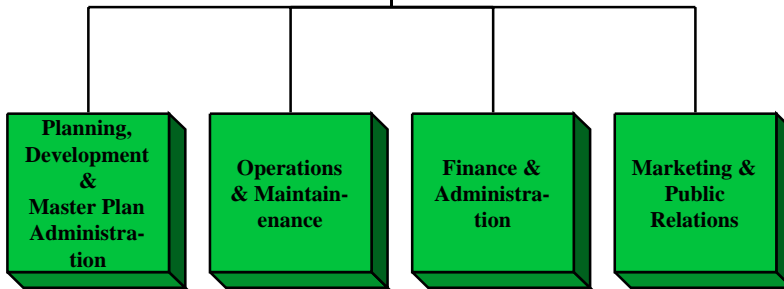 Planning,
Development
&
Master Plan
Administra-
tion
Operations
& Maintain-
enance
Finance &
Administra-
tion
Marketing &
Public
Relations